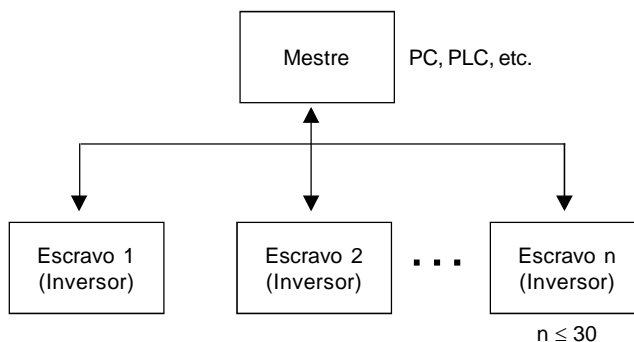 Mestre
PC, PLC, etc.
Escravo 1
(Inversor)
Escravo 2
(Inversor)
...
Escravo n
(Inversor)
n ≤ 30